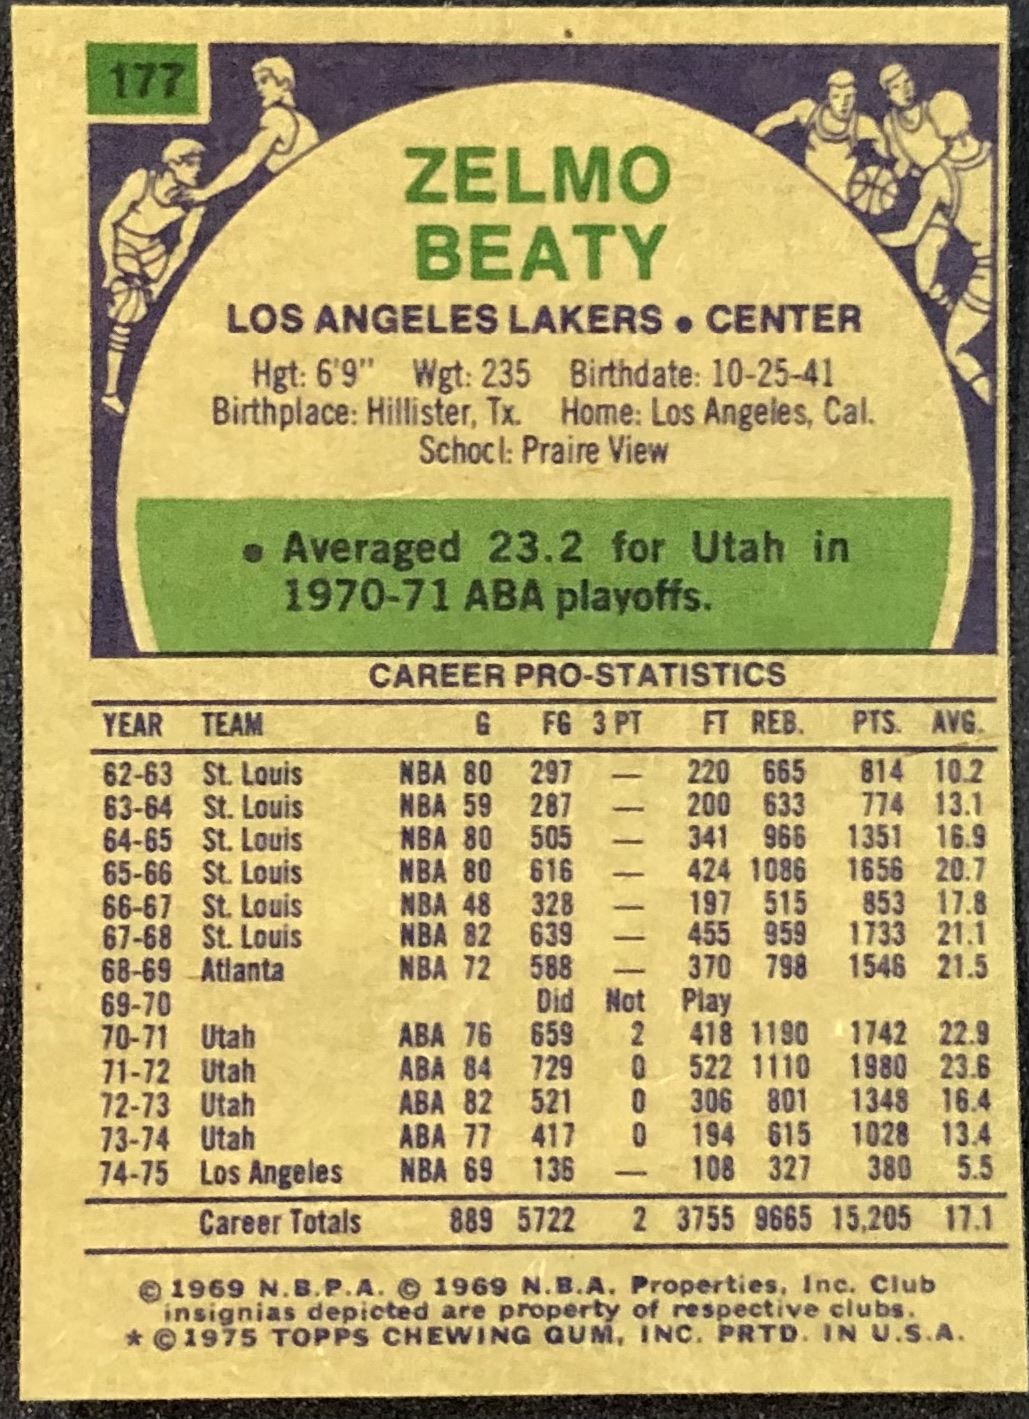 177
ZELMO
BEATY
LOS ANGELES LAKERS • CENTER
Hgt: 6'9" Wgt: 235 Birthdate: 10-25-41
Birthplace: Hillister, Tx. Home: Los Angeles, Cal.
School: Praire View
• Averaged 23.2 for Utah in
1970-71 ABA playoffs.
CAREER PRO-STATISTICS
YEAR TEAM G FG 3 PT FT REB. PTS. AVG.
62-63 St. Louis NBA 80 297 — 220 665 814 10.2
63-64 St. Louis NBA 59 287 — 200 633 774 13.1
64-65 St. Louis NBA 80 505 — 341 966 1351 16.9
65-66 St. Louis NBA 80 616 — 424 1086 1656 20.7
66-67 St. Louis NBA 48 328 — 197 515 853 17.8
67-68 St. Louis NBA 82 639 — 455 959 1733 21.1
68-69 Atlanta NBA 72 588 — 370 798 1546 21.5
69-70 Did Not Play
70-71 Utah ABA 76 659 2 418 1190 1742 22.9
71-72 Utah ABA 84 729 0 522 1110 1980 23.6
72-73 Utah ABA 82 521 0 306 801 1348 16.4
73-74 Utah ABA 77 417 0 194 615 1028 13.4
74-75 Los Angeles NBA 69 136 — 108 327 380 5.5
Career Totals 889 5722 2 3755 9665 15,205 17.1
© 1969 N.B.P.A. © 1969 N.B.A. Properties, Inc. Club
insignias depicted are property of respective clubs.
* © 1975 TOPPS CHEWING GUM, INC. PRTD. IN U.S.A.